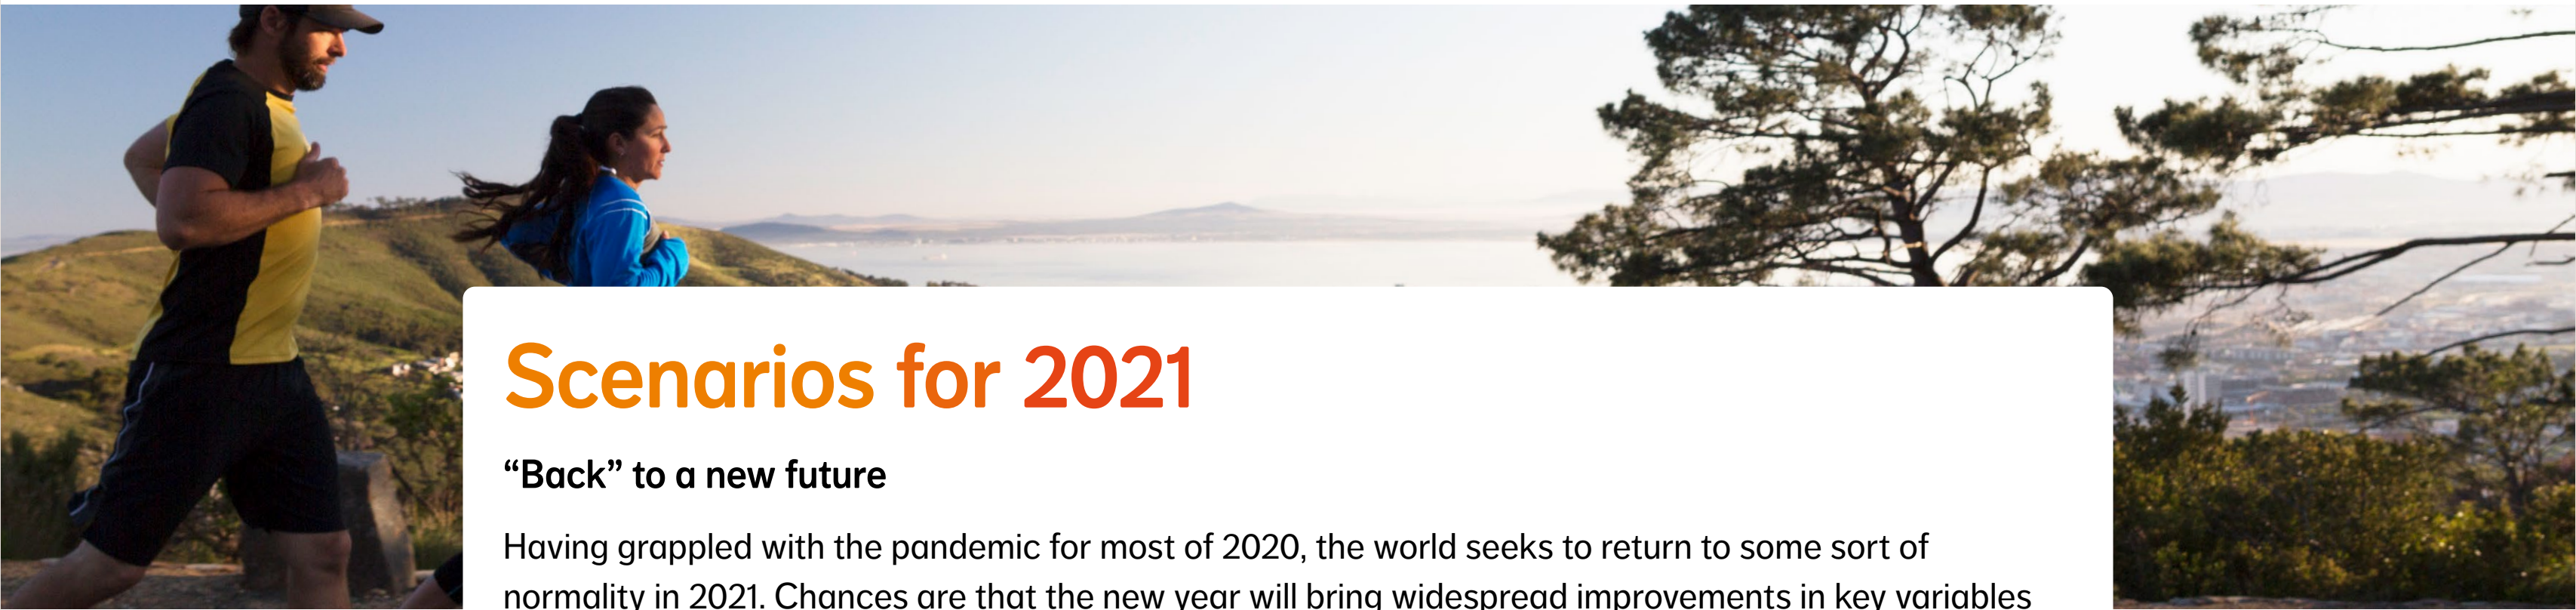 Scenarios for 2021
“Back” to a new future
Having grappled with the pandemic for most of 2020, the world seeks to return to some sort of
normality in 2021. Chances are that the new year will bring widespread improvements in key variables